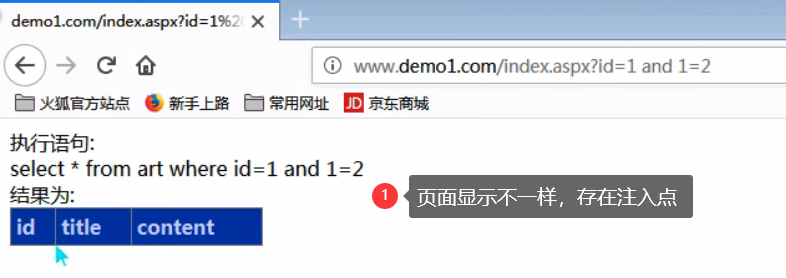 demo1.com/index.aspx?id=1%20
www.demo1.com/index.aspx?id=1 and 1=2
火狐官方站点 新手上路 常用网址 JD 京东商城
执行语句:
select * from art where id=1 and 1=2
结果为:
1 页面显示不一样，存在注入点
id title content